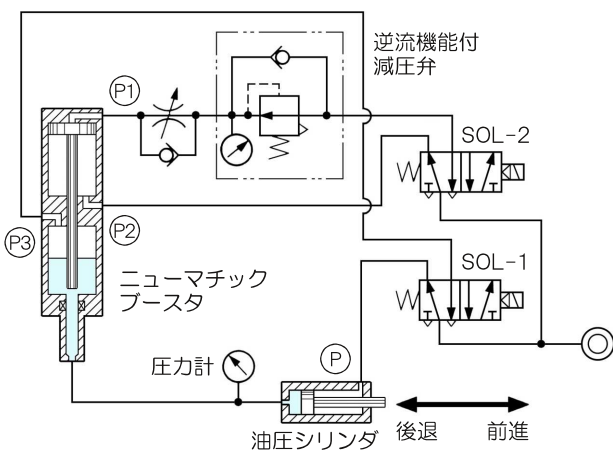 逆流機能付
減圧弁
P1
SOL-2
P3
P2
SOL-1
ニューマチック
ブースタ
圧力計
P
油圧シリンダ
後退
前進